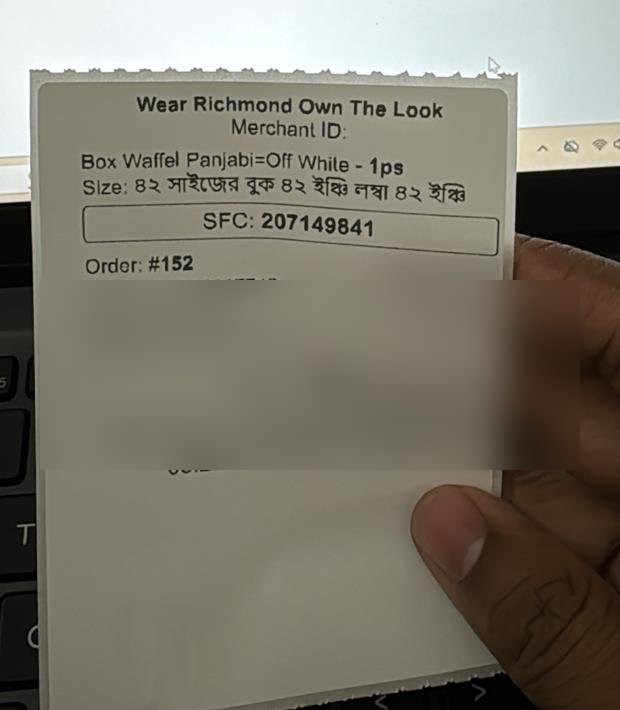 Wear Richmond Own The Look
Merchant ID:
Box Waffel Panjabi=Off White - 1ps
Size: ৪২ সাইজের বুক ৪২ ইঞ্চি লম্বা ৪২ ইঞ্চি
SFC: 207149841
Order: #152
5
T